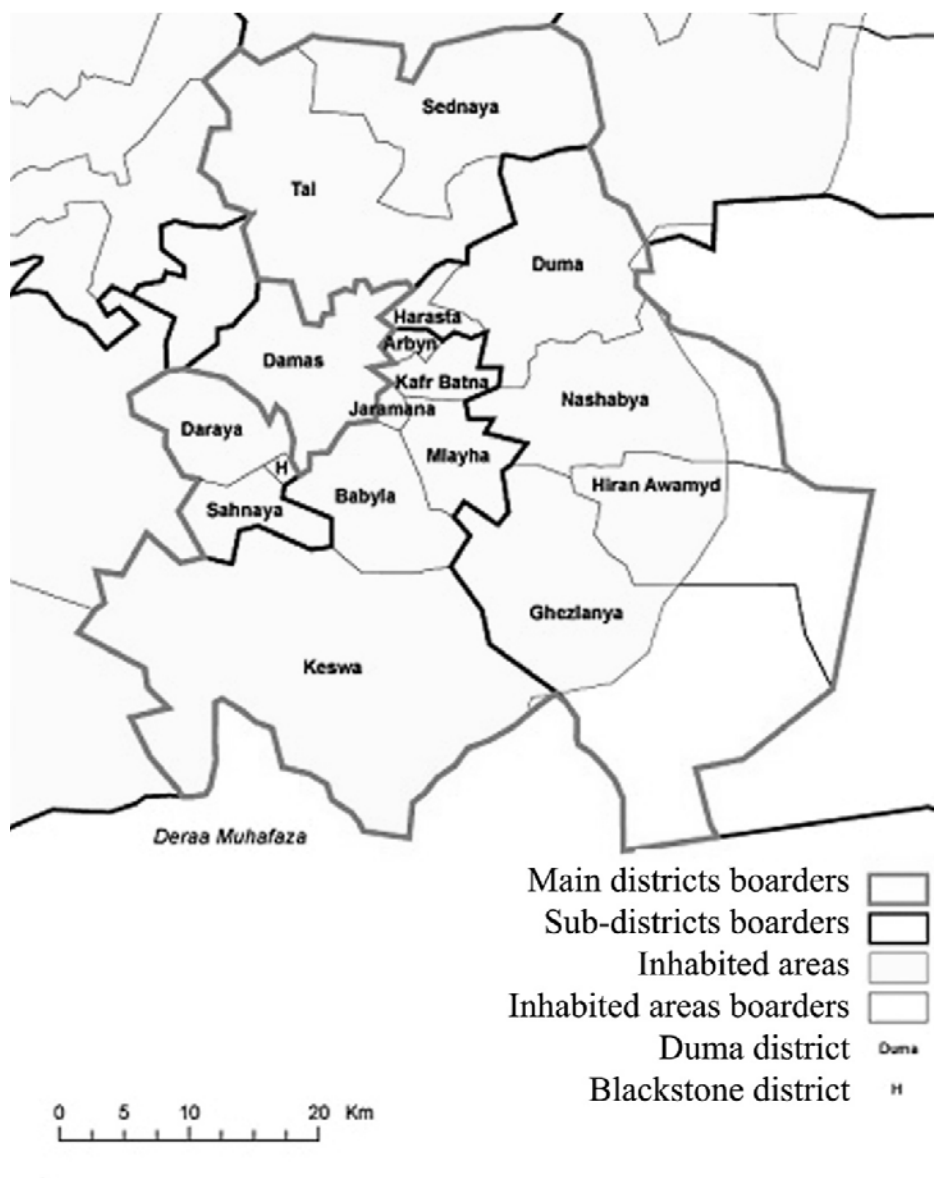 Sednaya
Tal
Duma
Harasta
Arbyn
Damas
Kafr Batna
Nashabya
Jaramana
Daraya
Mlayha
H
Hiran Awamyd
Babyla
Sahnaya
Ghezlanya
Keswa
Deraa Muhafaza
Main districts boarders
Sub-districts boarders
Inhabited areas
Inhabited areas boarders
Duma district Duma
Blackstone district H
0 5 10 20 Km